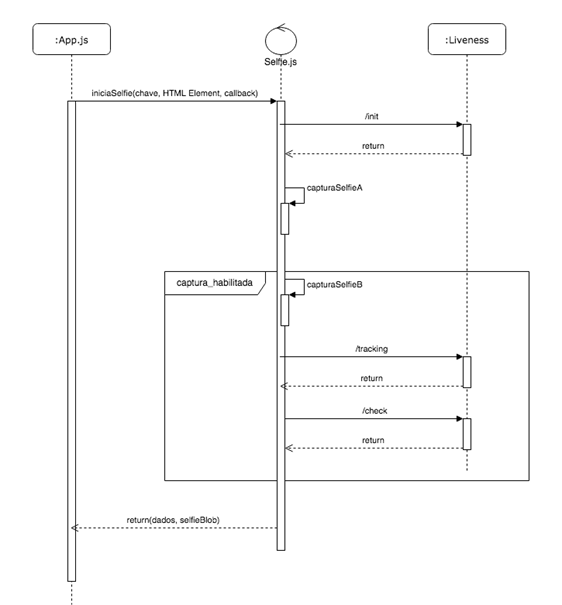 :App.js
Selfie.js
:Liveness
iniciaSelfie(chave, HTML Element, callback)
/init
return
capturaSelfieA
captura_habilitada
capturaSelfieB
/tracking
return
/check
return
return(dados, selfieBlob)